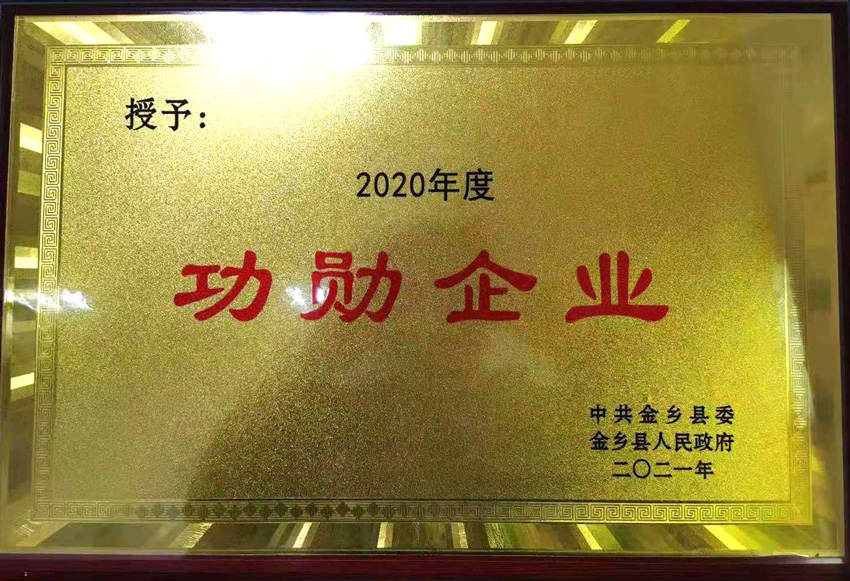 授予：
2020年度
功勋企业
中共金乡县委
金乡县人民政府
二〇二一年